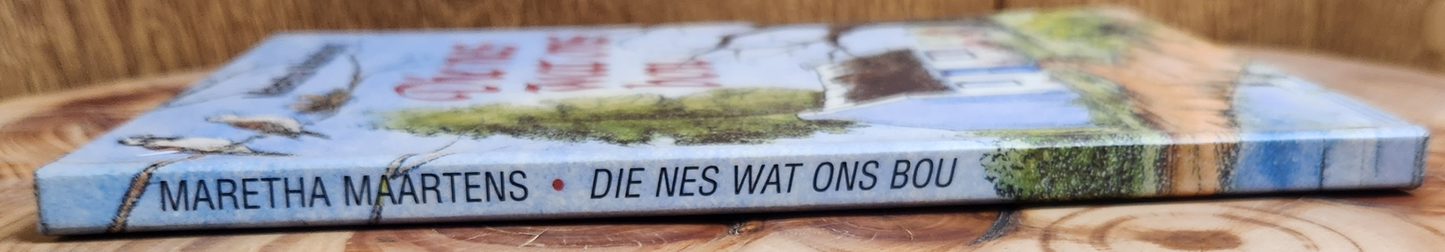 MARETHA MAARTENS • DIE NES WAT ONS BOU